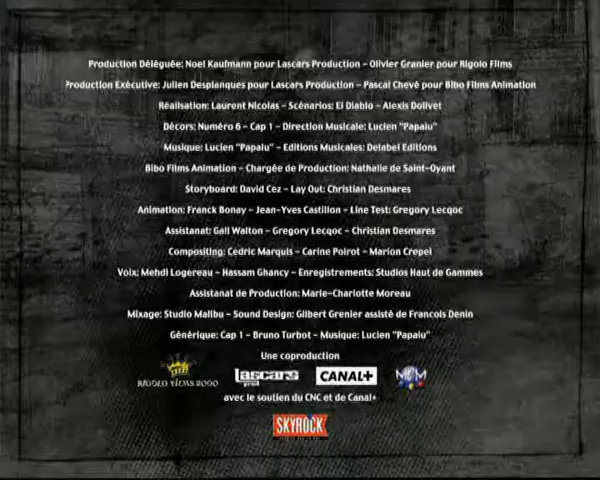 Production Déléguée: Noel Kaufmann pour Lascars Production - Olivier Granier pour Rigolo Films
Production Exécutive: Julien Desplanques pour Lascars Production - Pascal Chevé pour Bibo Films Animation
Réalisation: Laurent Nicolas - Scénarios: El Diablo - Alexis Dolivet
Décors: Numéro 6 - Cap 1 - Direction Musicale: Lucien "Papalu"
Musique: Lucien "Papalu" - Editions Musicales: Delabel Editions
Bibo Films Animation - Chargée de Production: Nathalie de Saint-Oyant
Storyboard: David Cez - Lay Out: Christian Desmares
Animation: Franck Bonay - Jean-Yves Castillon - Line Test: Gregory Lecqoc
Assistanat: Gail Walton - Gregory Lecqoc - Christian Desmares
Compositing: Cedric Marquis - Carine Poirot - Marion Crepel
Voix: Mehdi Logereau - Hassam Ghancy - Enregistrements: Studios Haut de Gammes
Assistanat de Production: Marie-Charlotte Moreau
Mixage: Studio Malibu - Sound Design: Gilbert Grenier assisté de Francois Denin
Générique: Cap 1 - Bruno Turbot - Musique: Lucien "Papalu"
Une coproduction
RIGOLO FILMS 2000 lascars CANAL+ MCM
avec le soutien du CNC et de Canal+
SKYROCK